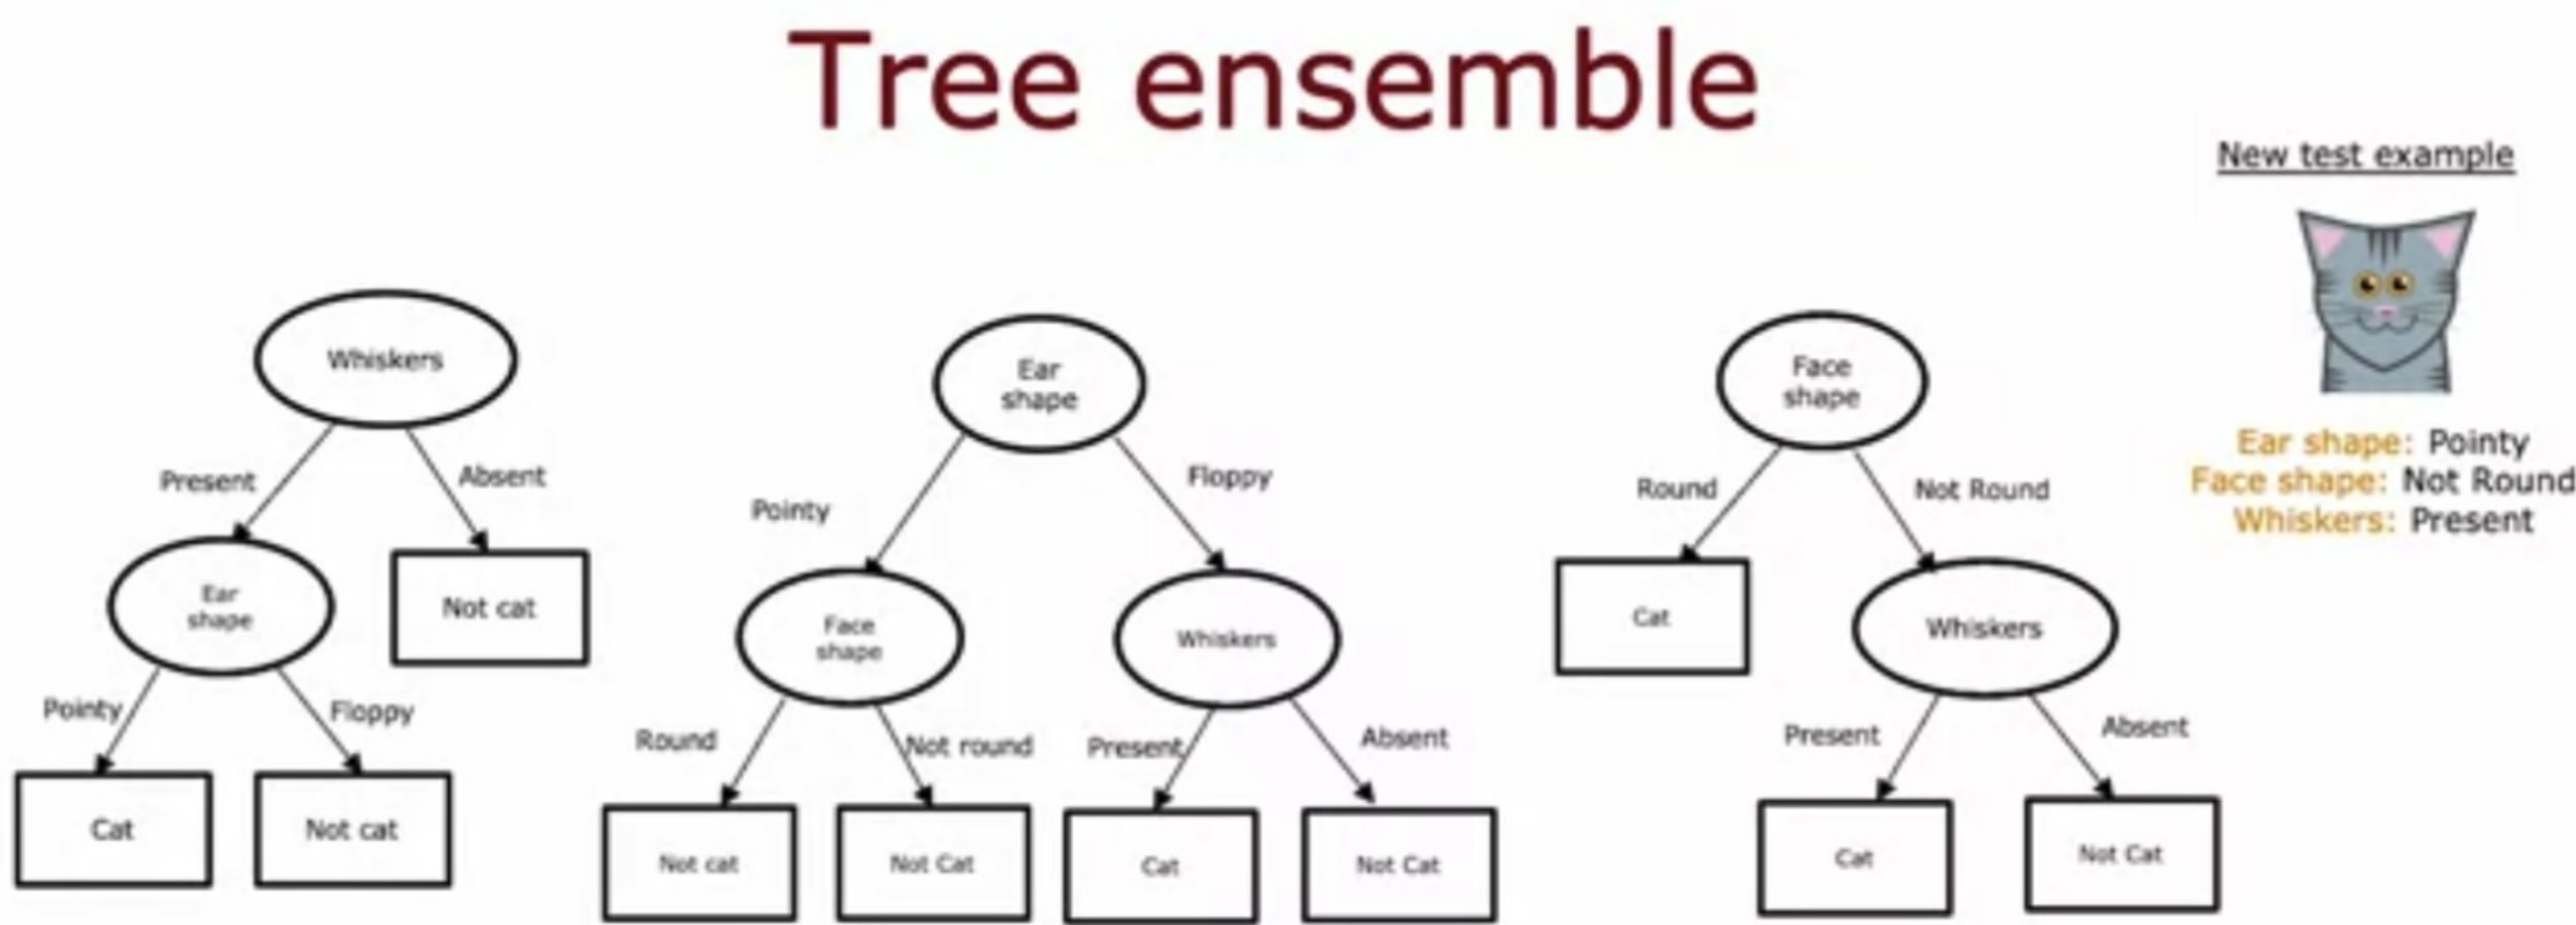 Tree ensemble
New test example
Ear shape: Pointy
Face shape: Not Round
Whiskers: Present
Whiskers
Present
Absent
Ear
shape
Not cat
Pointy
Floppy
Cat
Not cat
Ear
shape
Pointy
Floppy
Face
shape
Whiskers
Round
Not round
Present
Absent
Not cat
Not Cat
Cat
Not Cat
Face
shape
Round
Not Round
Cat
Whiskers
Present
Absent
Cat
Not Cat